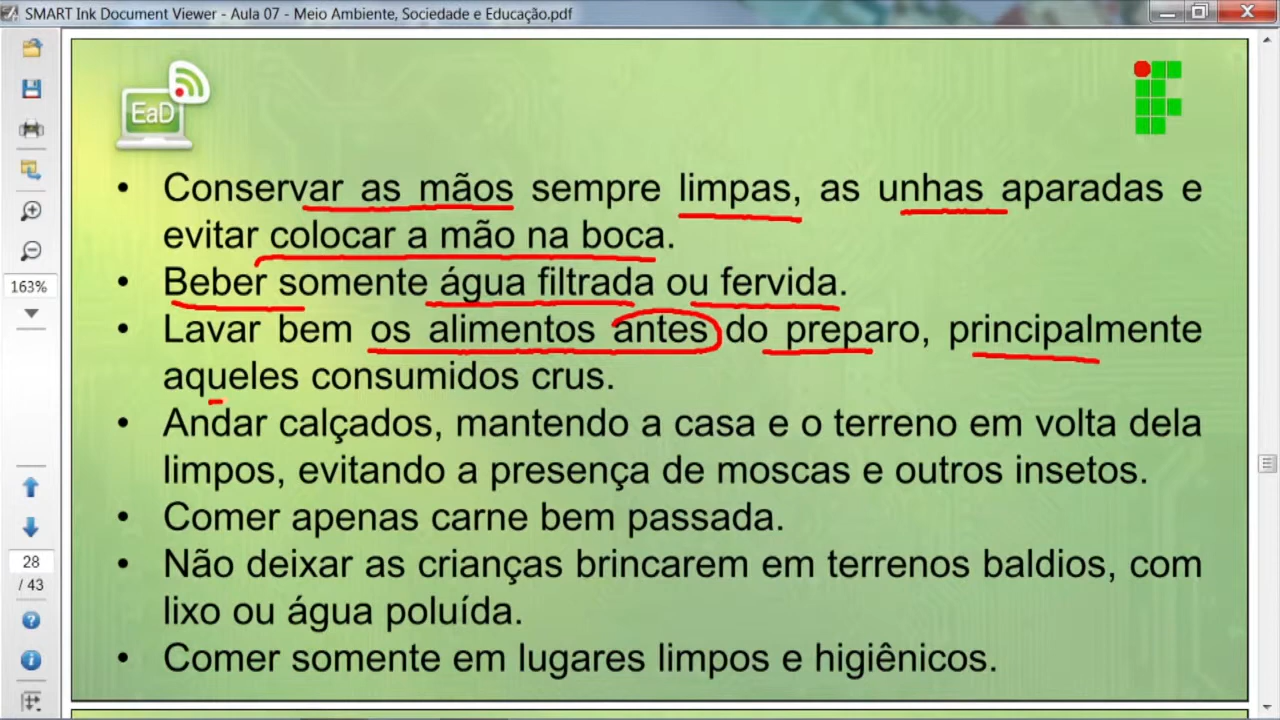 SMART Ink Document Viewer - Aula 07 - Meio Ambiente, Sociedade e Educação.pdf
EaD
• Conservar as mãos sempre limpas, as unhas aparadas e
evitar colocar a mão na boca.
• Beber somente água filtrada ou fervida.
• Lavar bem os alimentos antes do preparo, principalmente
aqueles consumidos crus.
• Andar calçados, mantendo a casa e o terreno em volta dela
limpos, evitando a presença de moscas e outros insetos.
• Comer apenas carne bem passada.
• Não deixar as crianças brincarem em terrenos baldios, com
lixo ou água poluída.
• Comer somente em lugares limpos e higiênicos.
163%
28
/ 43